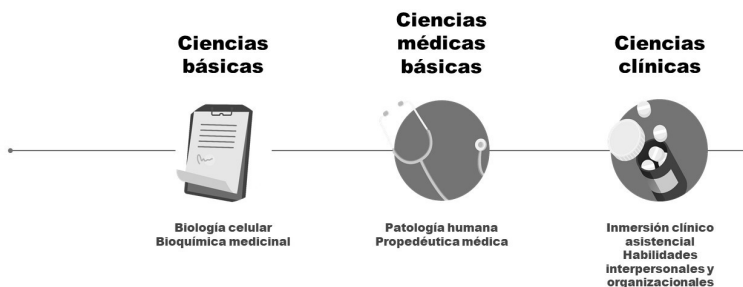 Ciencias
básicas
Biología celular
Bioquímica medicinal
Ciencias
médicas
básicas
Patología humana
Propedéutica médica
Ciencias
clínicas
Inmersión clínico
asistencial
Habilidades
interpersonales y
organizacionales